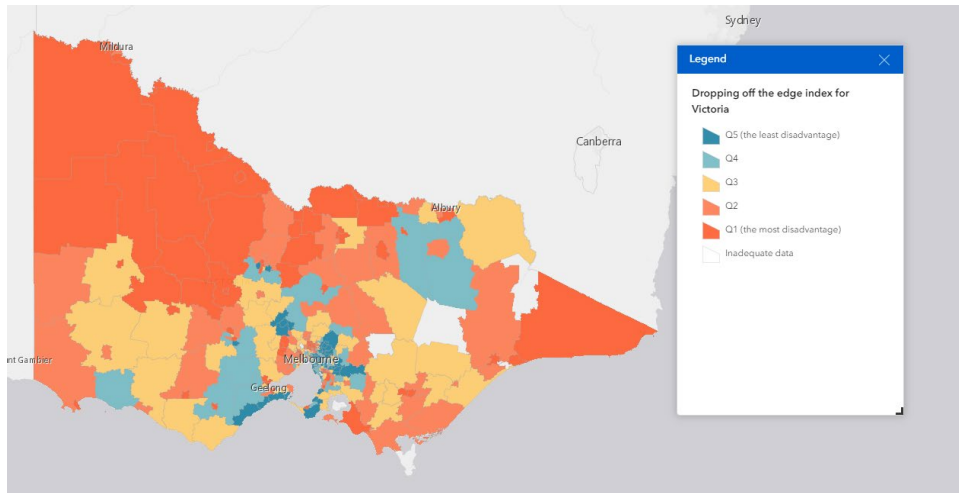 Sydney
Mildura
Legend
Dropping off the edge index for
Victoria
Q5 (the least disadvantage)
Q4
Canberra
Q3
Q2
Albury
Q1 (the most disadvantage)
Inadequate data
Melbourne
nt Gambier
Geelong